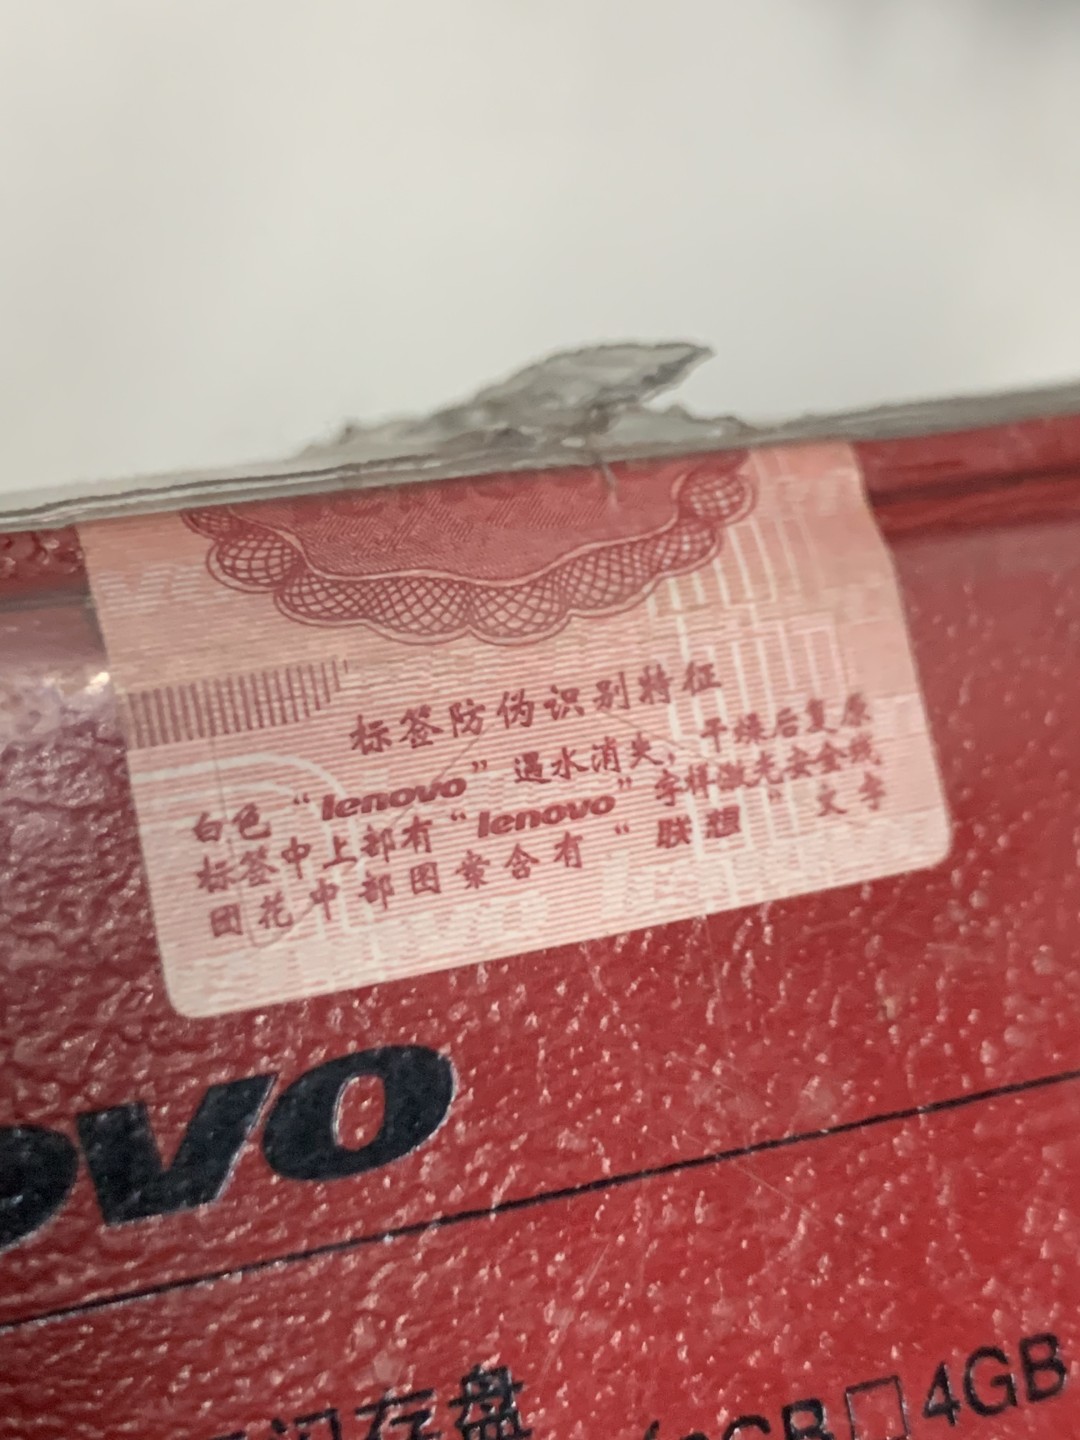 标签防伪识别特征
白色“lenovo”遇水消失，干燥后复原
标签中上部有“lenovo”字样激光安全线
团花中部图案含有“联想”文字
ovo
闪存盘
GB□4GB